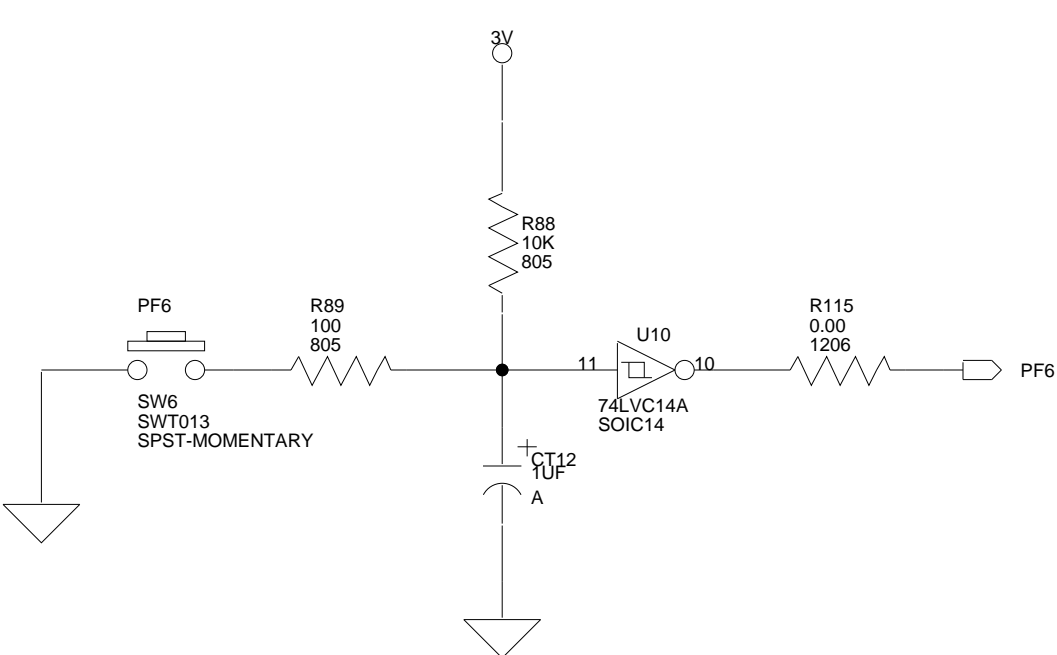 3V
R88
10K
805
PF6
SW6
SWT013
SPST-MOMENTARY
R89
100
805
11
U10
10
74LVC14A
SOIC14
CT12
1UF
A
R115
0.00
1206
PF6